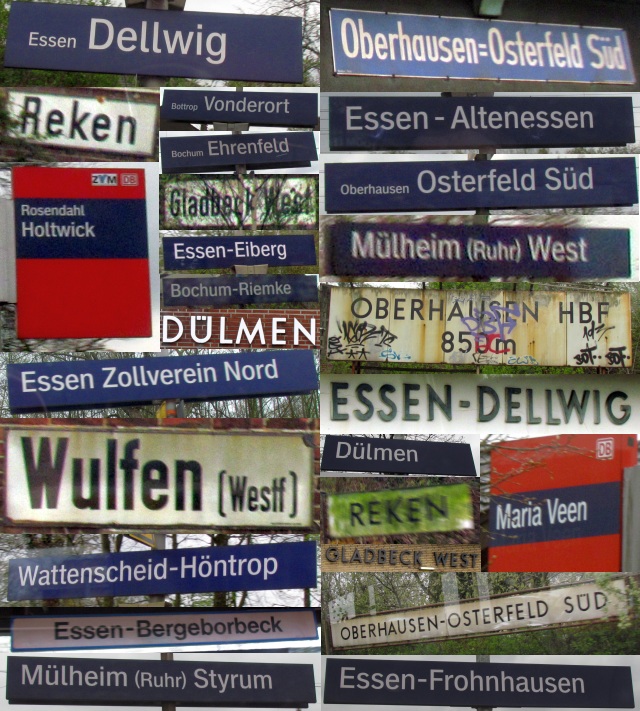 Essen Dellwig
Reken
Bottrop Vonderort
Bochum Ehrenfeld
ZVM DB
Rosendahl
Holtwick
Gladbeck West
Essen-Eiberg
Bochum-Riemke
DÜLMEN
Essen Zollverein Nord
Wulfen (Westf)
Wattenscheid-Höntrop
Essen-Bergeborbeck
Mülheim (Ruhr) Styrum
Oberhausen=Osterfeld Süd
Essen-Altenessen
Oberhausen Osterfeld Süd
Mülheim (Ruhr) West
OBERHAUSEN HBF
85 km
ESSEN-DELLWIG
Dülmen
REKEN
GLADBECK WEST
DB
Maria Veen
OBERHAUSEN-OSTERFELD SÜD
Essen-Frohnhausen